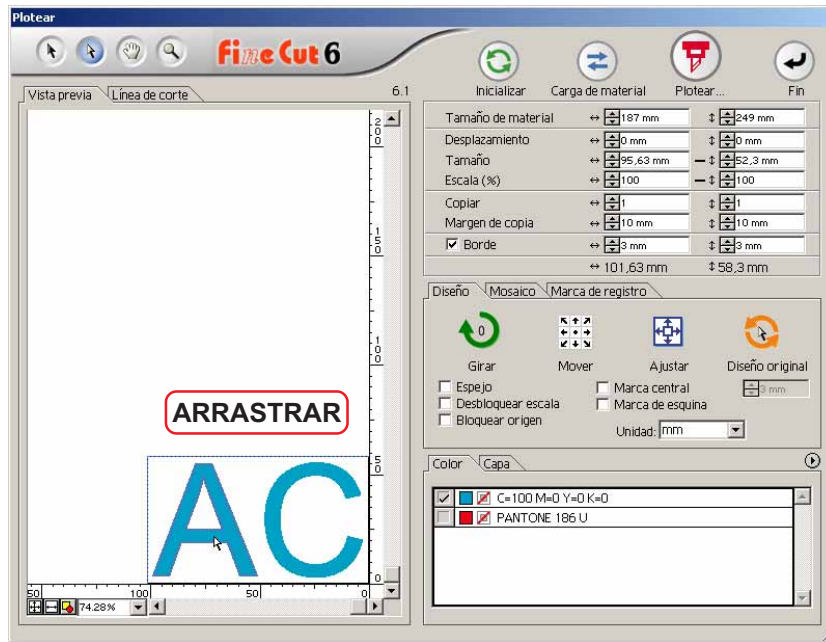 Plotear
FineCut 6
Inicializar Carga de material Plotear... Fin
Vista previa Línea de corte 6.1
Tamaño de material 187 mm 249 mm
Desplazamiento 0 mm 0 mm
Tamaño 95,63 mm 52,3 mm
Escala (%) 100 100
Copiar 1 1
Margen de copia 10 mm 10 mm
Borde 3 mm 3 mm
101,63 mm 58,3 mm
Diseño Mosaico Marca de registro
0
Girar Mover Ajustar Diseño original
Espejo Marca central 3 mm
Desbloquear escala Marca de esquina
Bloquear origen
Unidad: mm
Color Capa
C=100 M=0 Y=0 K=0
PANTONE 186 U
200
150
100
50
0
ARRASTRAR
AC
50 100 50 0
74.28%